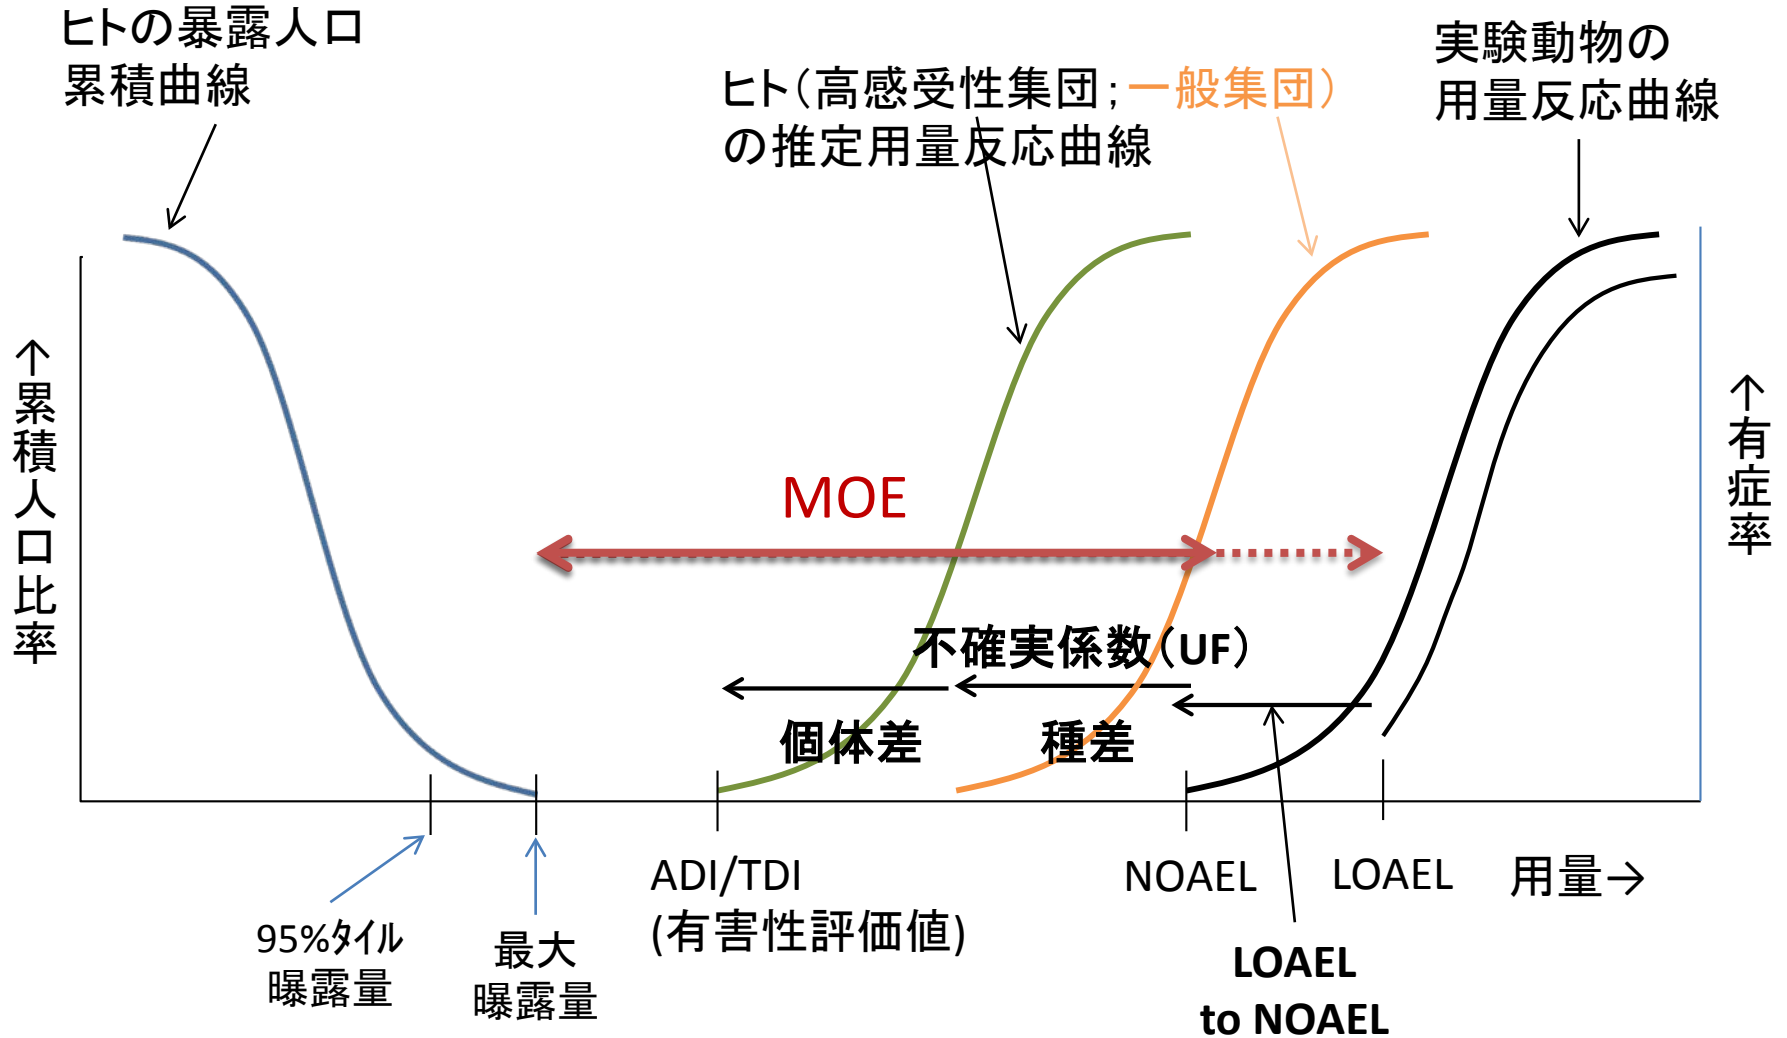 ヒトの暴露人口
累積曲線
ヒト（高感受性集団；一般集団）
の推定用量反応曲線
実験動物の
用量反応曲線
↑累積人口比率
↑有症率
MOE
不確実係数（UF）
個体差
種差
ADI/TDI
(有害性評価値)
NOAEL
LOAEL
用量→
95%ﾀｲﾙ
曝露量
最大
曝露量
LOAEL
to NOAEL